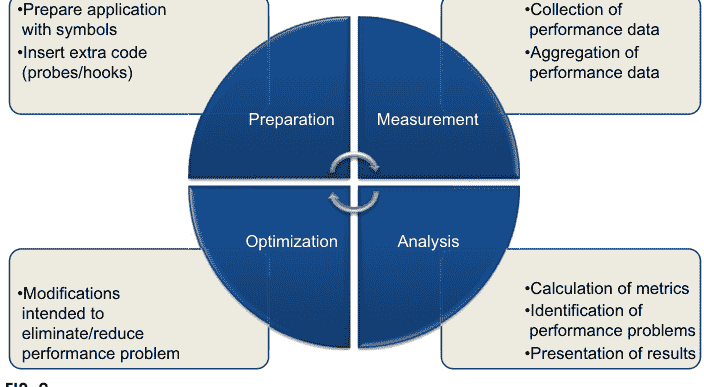 •Prepare application
with symbols
•Insert extra code
(probes/hooks)
•Collection of
performance data
•Aggregation of
performance data
Preparation
Measurement
Optimization
Analysis
•Modifications
intended to
eliminate/reduce
performance problem
•Calculation of metrics
•Identification of
performance problems
•Presentation of results